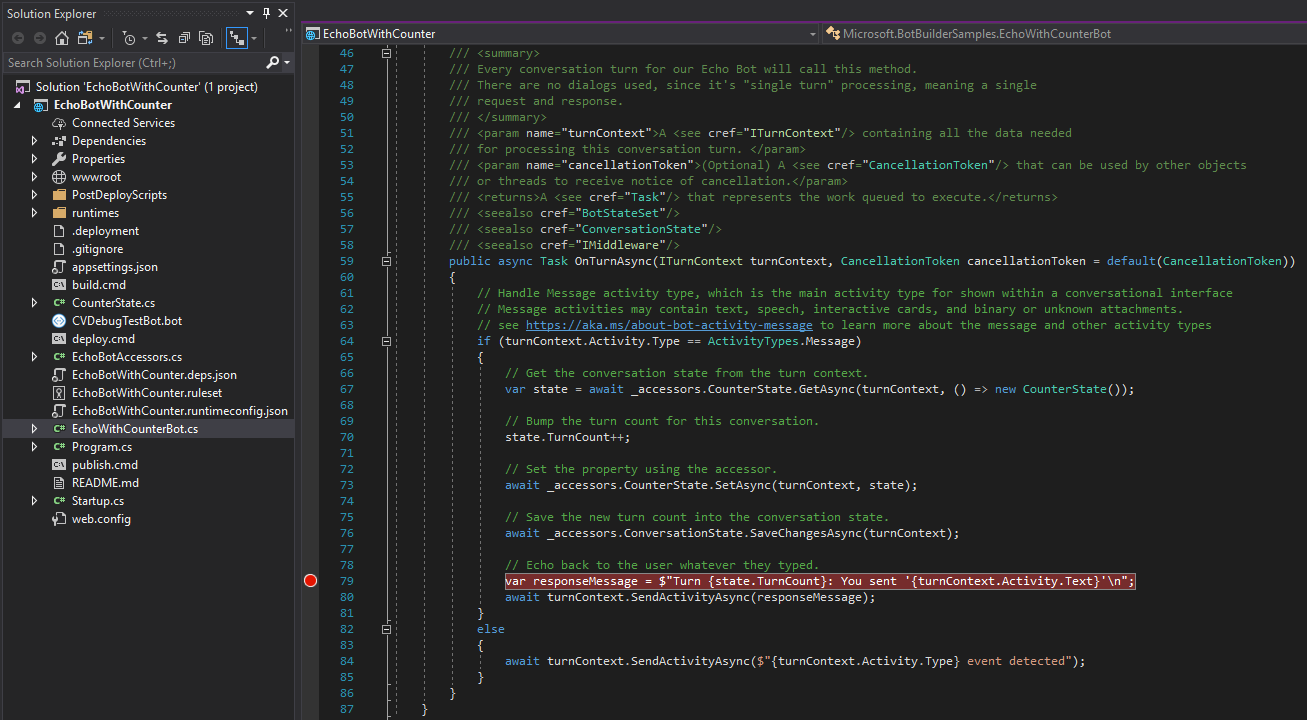 Solution Explorer
Search Solution Explorer (Ctrl+;)
Solution 'EchoBotWithCounter' (1 project)
EchoBotWithCounter
Connected Services
Dependencies
Properties
wwwroot
PostDeployScripts
runtimes
.deployment
.gitignore
appsettings.json
build.cmd
C# CounterState.cs
CVDebugTestBot.bot
deploy.cmd
C# EchoBotAccessors.cs
EchoBotWithCounter.deps.json
EchoBotWithCounter.ruleset
EchoBotWithCounter.runtimeconfig.json
C# EchoWithCounterBot.cs
C# Program.cs
publish.cmd
README.md
C# Startup.cs
web.config
EchoBotWithCounter
Microsoft.BotBuilderSamples.EchoWithCounterBot
46 /// <summary>
47 /// Every conversation turn for our Echo Bot will call this method.
48 /// There are no dialogs used, since it's "single turn" processing, meaning a single
49 /// request and response.
50 /// </summary>
51 /// <param name="turnContext">A <see cref="ITurnContext"/> containing all the data needed
52 /// for processing this conversation turn. </param>
53 /// <param name="cancellationToken">(Optional) A <see cref="CancellationToken"/> that can be used by other objects
54 /// or threads to receive notice of cancellation.</param>
55 /// <returns>A <see cref="Task"/> that represents the work queued to execute.</returns>
56 /// <seealso cref="BotStateSet"/>
57 /// <seealso cref="ConversationState"/>
58 /// <seealso cref="IMiddleware"/>
59 public async Task OnTurnAsync(ITurnContext turnContext, CancellationToken cancellationToken = default(CancellationToken))
60 {
61 // Handle Message activity type, which is the main activity type for shown within a conversational interface
62 // Message activities may contain text, speech, interactive cards, and binary or unknown attachments.
63 // see https://aka.ms/about-bot-activity-message to learn more about the message and other activity types
64 if (turnContext.Activity.Type == ActivityTypes.Message)
65 {
66 // Get the conversation state from the turn context.
67 var state = await _accessors.CounterState.GetAsync(turnContext, () => new CounterState());
68
69 // Bump the turn count for this conversation.
70 state.TurnCount++;
71
72 // Set the property using the accessor.
73 await _accessors.CounterState.SetAsync(turnContext, state);
74
75 // Save the new turn count into the conversation state.
76 await _accessors.ConversationState.SaveChangesAsync(turnContext);
77
78 // Echo back to the user whatever they typed.
79 var responseMessage = $"Turn {state.TurnCount}: You sent '{turnContext.Activity.Text}'\n";
80 await turnContext.SendActivityAsync(responseMessage);
81 }
82 else
83 {
84 await turnContext.SendActivityAsync($"{turnContext.Activity.Type} event detected");
85 }
86 }
87 }